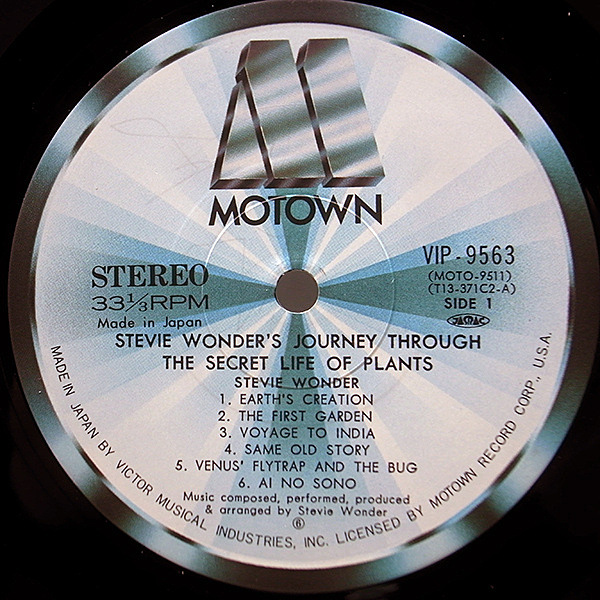 MOTOWN
STEREO
33⅓RPM
Made in Japan
VIP-9563
(MOTO-9511)
(T13-371C2-A)
SIDE 1
JASRAC
STEVIE WONDER'S JOURNEY THROUGH
THE SECRET LIFE OF PLANTS
STEVIE WONDER
1. EARTH'S CREATION
2. THE FIRST GARDEN
3. VOYAGE TO INDIA
4. SAME OLD STORY
5. VENUS' FLYTRAP AND THE BUG
6. AI NO SONO
Music composed, performed, produced
& arranged by Stevie Wonder
MADE IN JAPAN BY VICTOR MUSICAL INDUSTRIES, INC. LICENSED BY MOTOWN RECORD CORP., U.S.A.